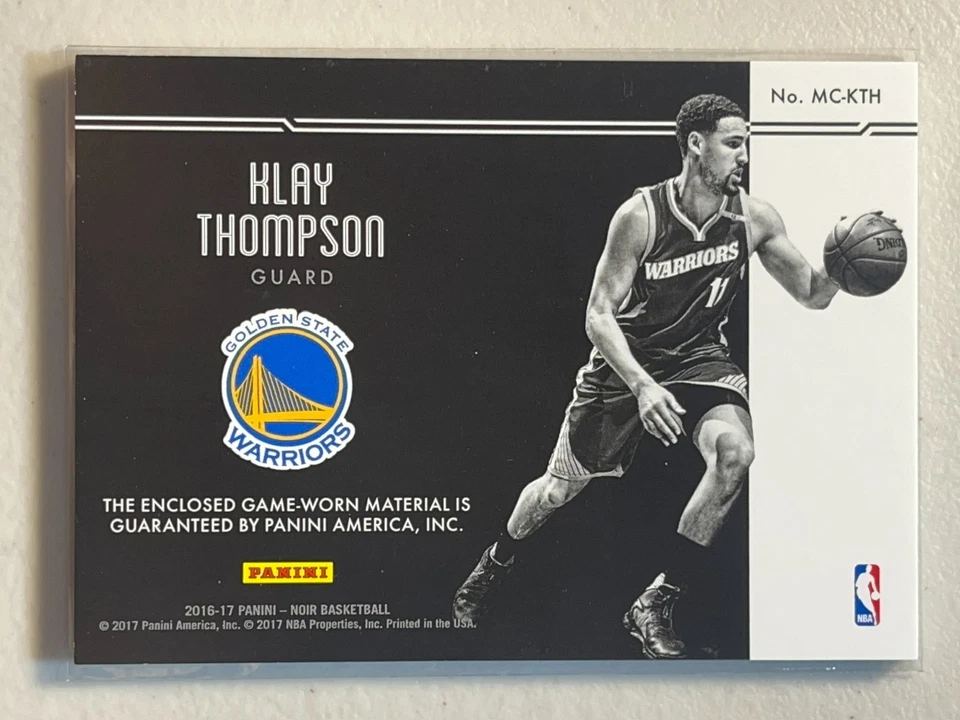 No. MC-KTH
KLAY
THOMPSON
GUARD
GOLDEN STATE
WARRIORS
WARRIORS
11
THE ENCLOSED GAME-WORN MATERIAL IS
GUARANTEED BY PANINI AMERICA, INC.
PANINI
2016-17 PANINI – NOIR BASKETBALL
© 2017 Panini America, Inc. © 2017 NBA Properties, Inc. Printed in the USA.
NBA